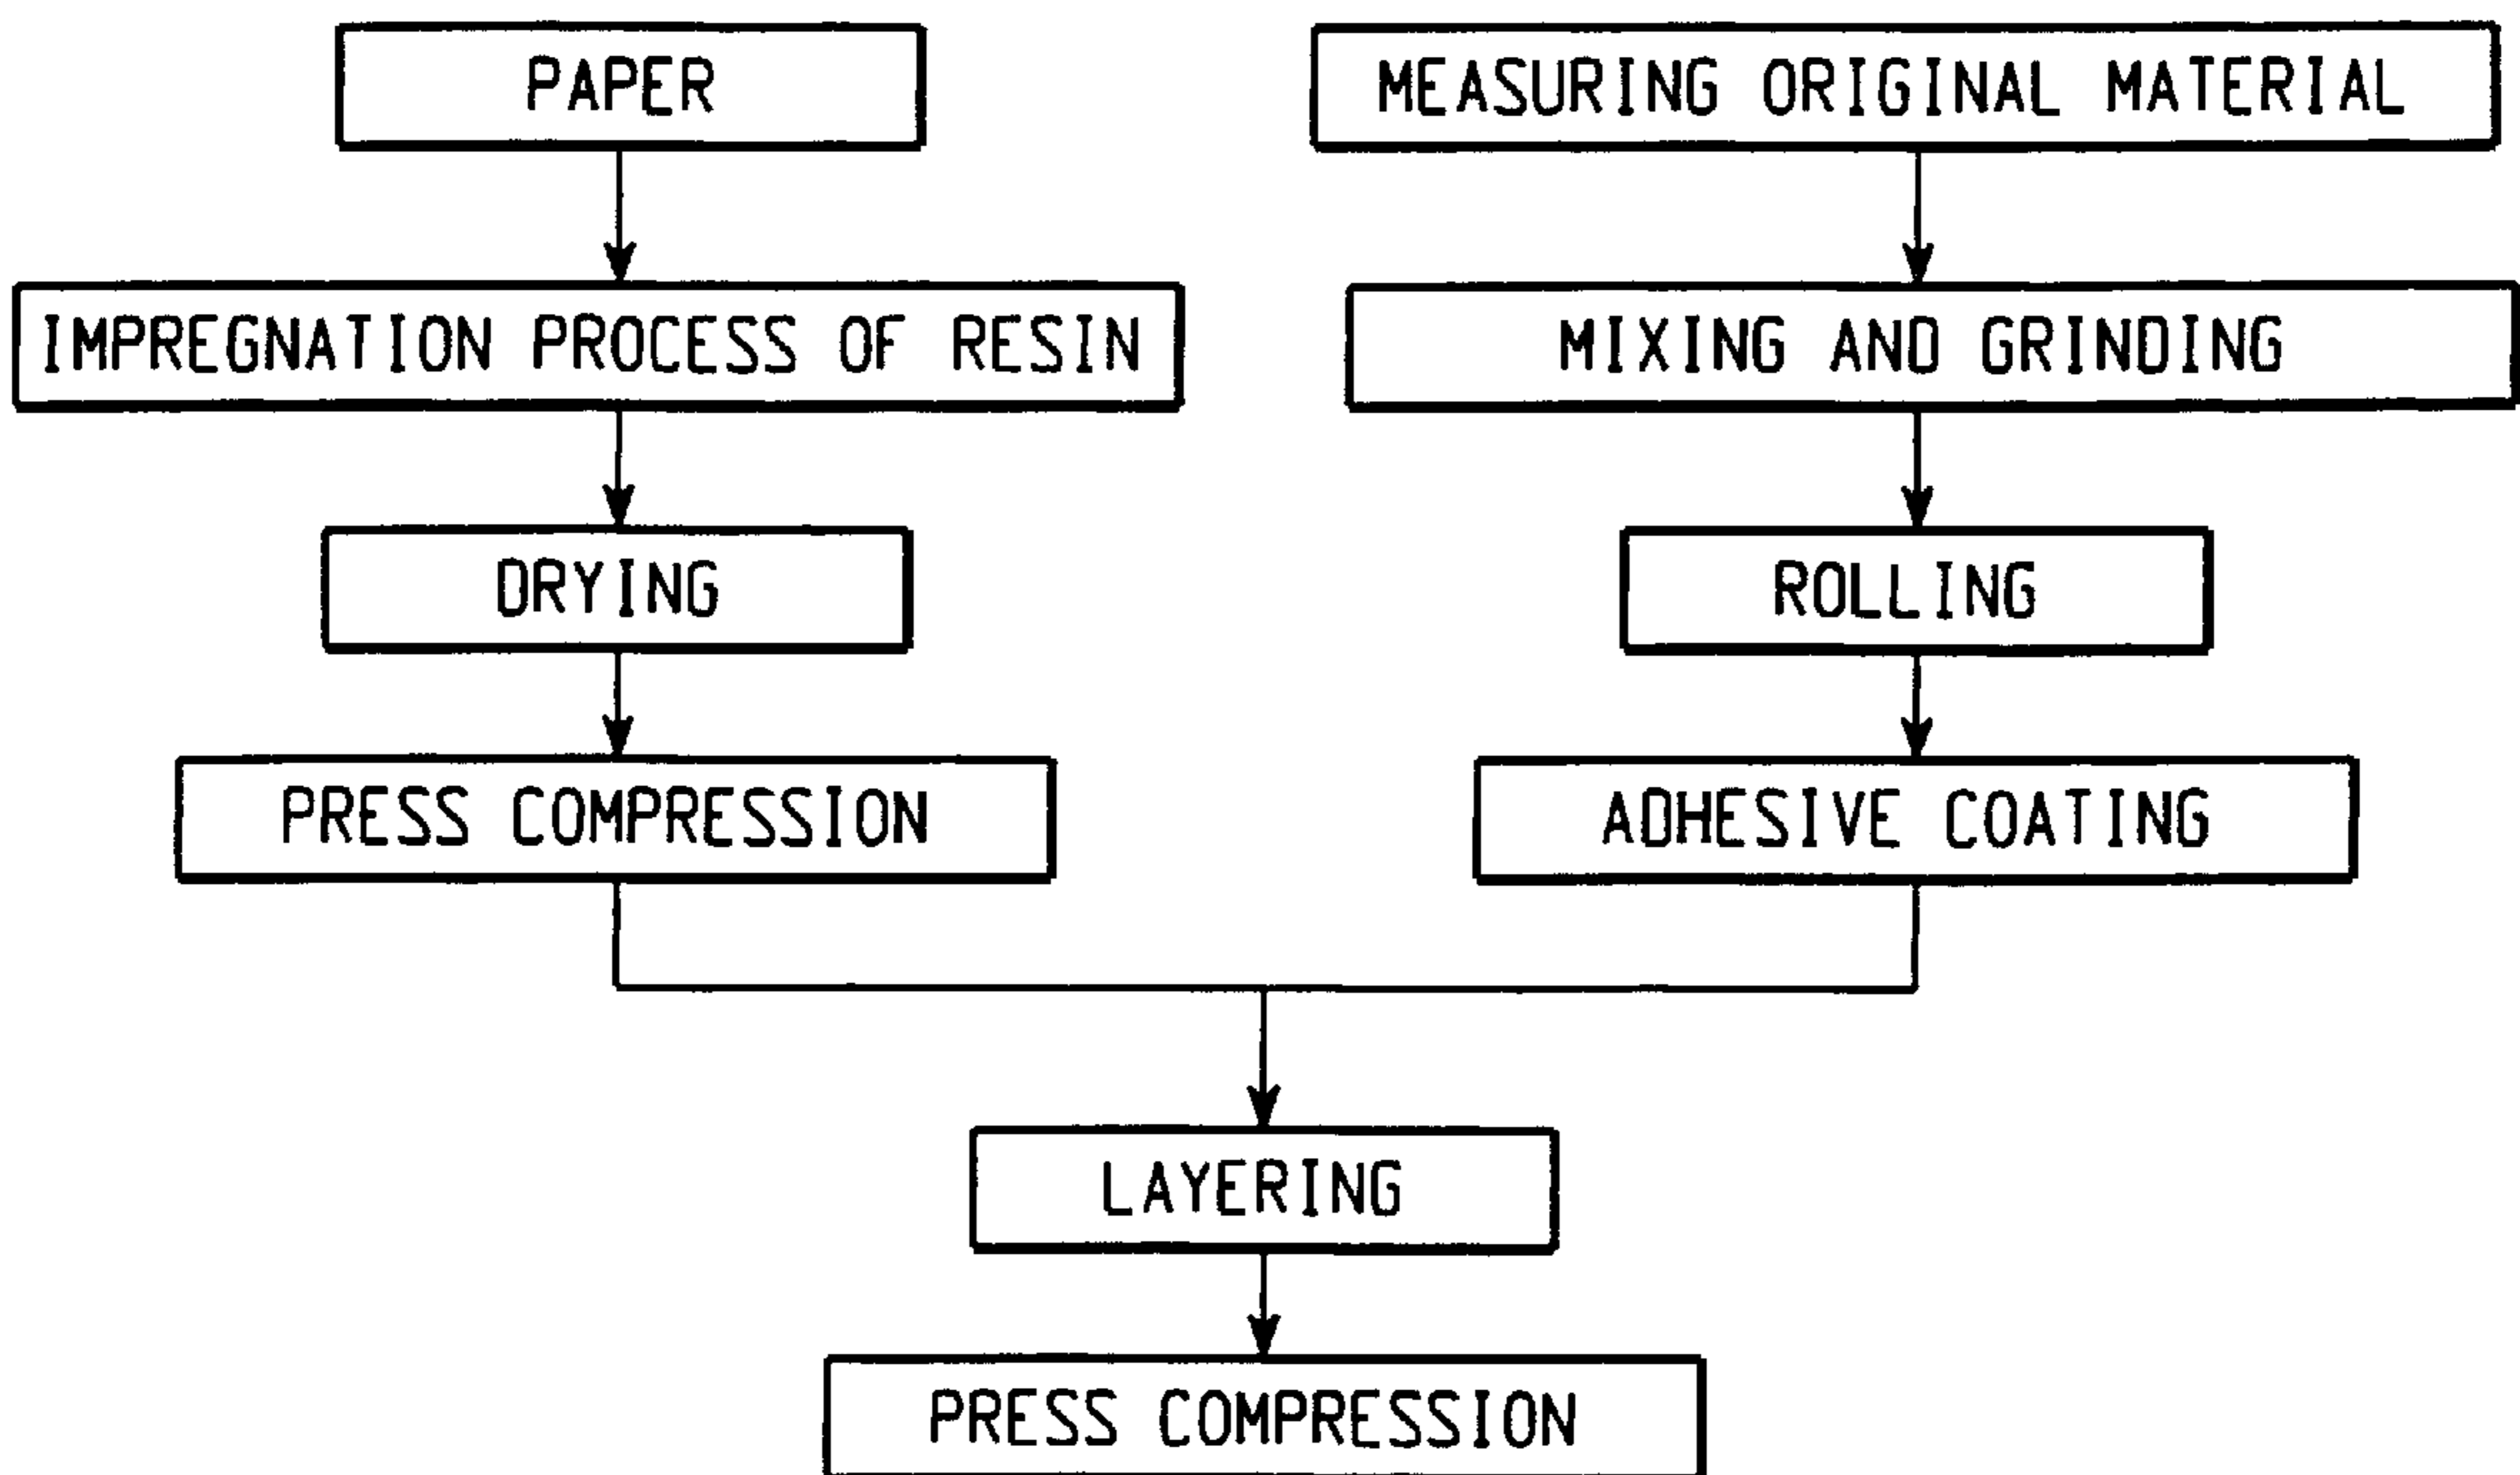 PAPER
MEASURING ORIGINAL MATERIAL
IMPREGNATION PROCESS OF RESIN
MIXING AND GRINDING
DRYING
ROLLING
PRESS COMPRESSION
ADHESIVE COATING
LAYERING
PRESS COMPRESSION